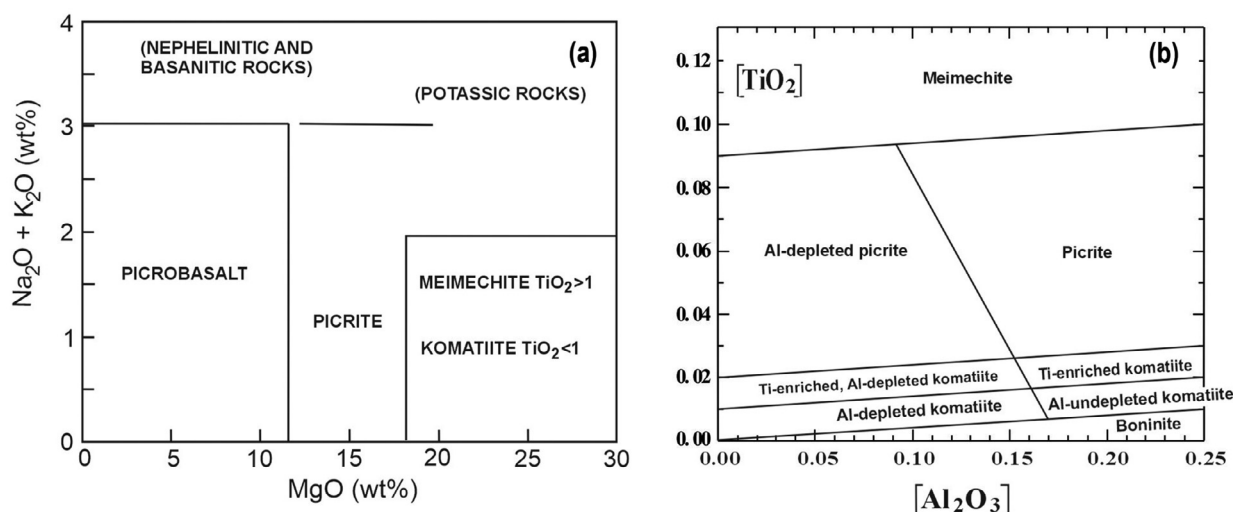 (a)
Na₂O + K₂O (wt%)
4
3
2
1
0
(NEPHELINITIC AND
BASANITIC ROCKS)
(POTASSIC ROCKS)
PICROBASALT
PICRITE
MEIMECHITE TiO₂>1
KOMATIITE TiO₂<1
0 5 10 15 20 25 30
MgO (wt%)
(b)
[TiO₂]
0.12
0.10
0.08
0.06
0.04
0.02
0.00
Meimechite
Al-depleted picrite
Picrite
Ti-enriched, Al-depleted komatiite
Ti-enriched komatiite
Al-depleted komatiite
Al-undepleted komatiite
Boninite
0.00 0.05 0.10 0.15 0.20 0.25
[Al₂O₃]